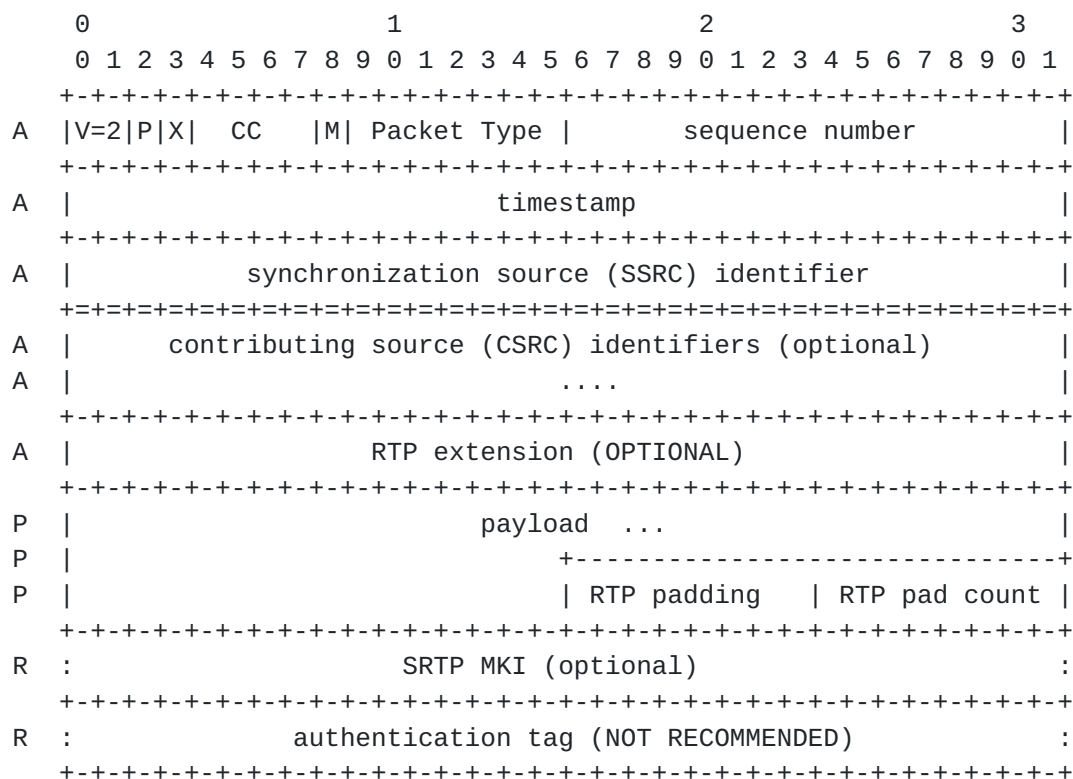 0                   1                   2                   3
     0 1 2 3 4 5 6 7 8 9 0 1 2 3 4 5 6 7 8 9 0 1 2 3 4 5 6 7 8 9 0 1
    +-+-+-+-+-+-+-+-+-+-+-+-+-+-+-+-+-+-+-+-+-+-+-+-+-+-+-+-+-+-+-+-+
A   |V=2|P|X|  CC   |M| Packet Type |       sequence number         |
    +-+-+-+-+-+-+-+-+-+-+-+-+-+-+-+-+-+-+-+-+-+-+-+-+-+-+-+-+-+-+-+-+
A   |                           timestamp                           |
    +-+-+-+-+-+-+-+-+-+-+-+-+-+-+-+-+-+-+-+-+-+-+-+-+-+-+-+-+-+-+-+-+
A   |           synchronization source (SSRC) identifier            |
    +=+=+=+=+=+=+=+=+=+=+=+=+=+=+=+=+=+=+=+=+=+=+=+=+=+=+=+=+=+=+=+=+
A   |      contributing source (CSRC) identifiers (optional)        |
A   |                               ....                            |
    +-+-+-+-+-+-+-+-+-+-+-+-+-+-+-+-+-+-+-+-+-+-+-+-+-+-+-+-+-+-+-+-+
A   |                   RTP extension (OPTIONAL)                    |
    +-+-+-+-+-+-+-+-+-+-+-+-+-+-+-+-+-+-+-+-+-+-+-+-+-+-+-+-+-+-+-+-+
P   |                          payload  ...                         |
P   |                               +-------------------------------+
P   |                               | RTP padding   | RTP pad count |
    +-+-+-+-+-+-+-+-+-+-+-+-+-+-+-+-+-+-+-+-+-+-+-+-+-+-+-+-+-+-+-+-+
R   :                     SRTP MKI (optional)                       :
    +-+-+-+-+-+-+-+-+-+-+-+-+-+-+-+-+-+-+-+-+-+-+-+-+-+-+-+-+-+-+-+-+
R   :              authentication tag (NOT RECOMMENDED)             :
    +-+-+-+-+-+-+-+-+-+-+-+-+-+-+-+-+-+-+-+-+-+-+-+-+-+-+-+-+-+-+-+-+